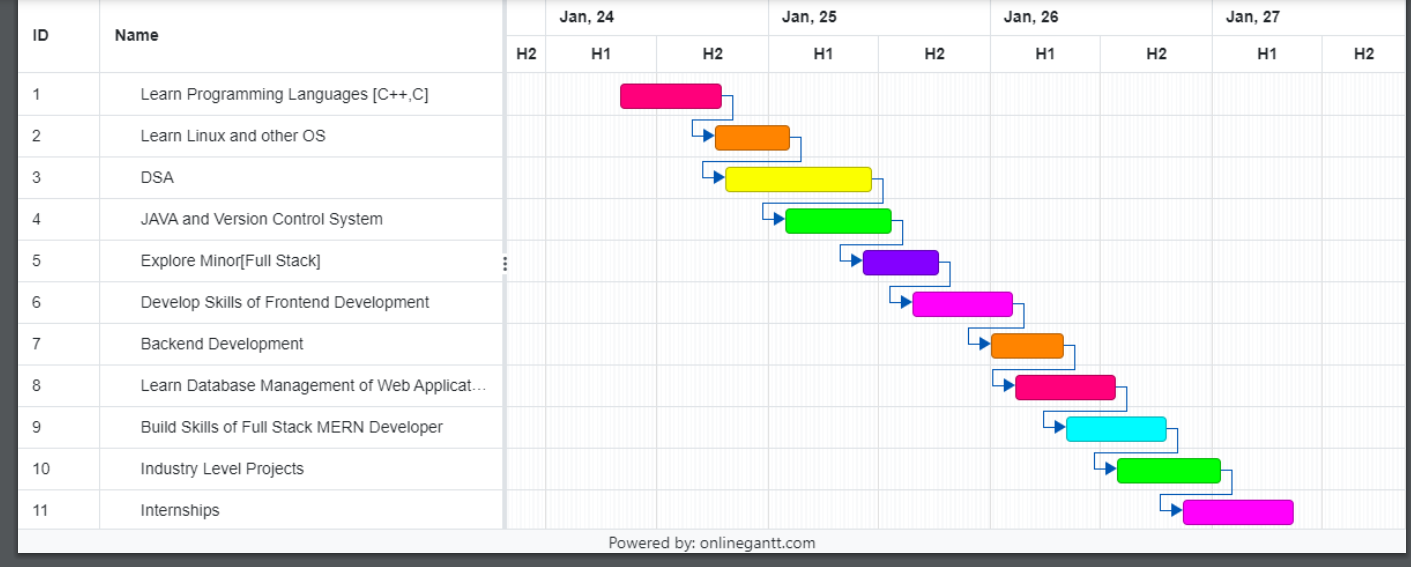 ID Name Jan, 24 Jan, 25 Jan, 26 Jan, 27
H2 H1 H2 H1 H2 H1 H2 H1 H2
1 Learn Programming Languages [C++,C]
2 Learn Linux and other OS
3 DSA
4 JAVA and Version Control System
5 Explore Minor[Full Stack]
6 Develop Skills of Frontend Development
7 Backend Development
8 Learn Database Management of Web Applicat...
9 Build Skills of Full Stack MERN Developer
10 Industry Level Projects
11 Internships
Powered by: onlinegantt.com